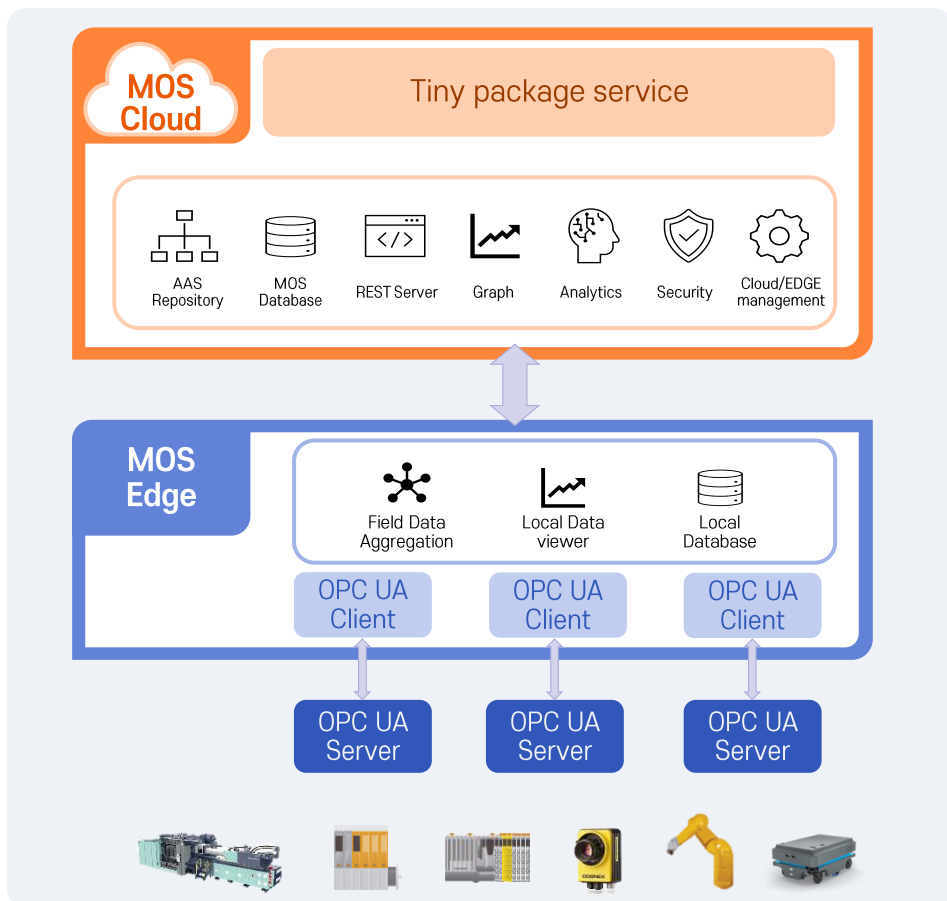 MOS
Cloud
Tiny package service
AAS
Repository
MOS
Database
REST Server
Graph
Analytics
Security
Cloud/EDGE
management
MOS
Edge
Field Data
Aggregation
Local Data
viewer
Local
Database
OPC UA
Client
OPC UA
Client
OPC UA
Client
OPC UA
Server
OPC UA
Server
OPC UA
Server
COGNEX